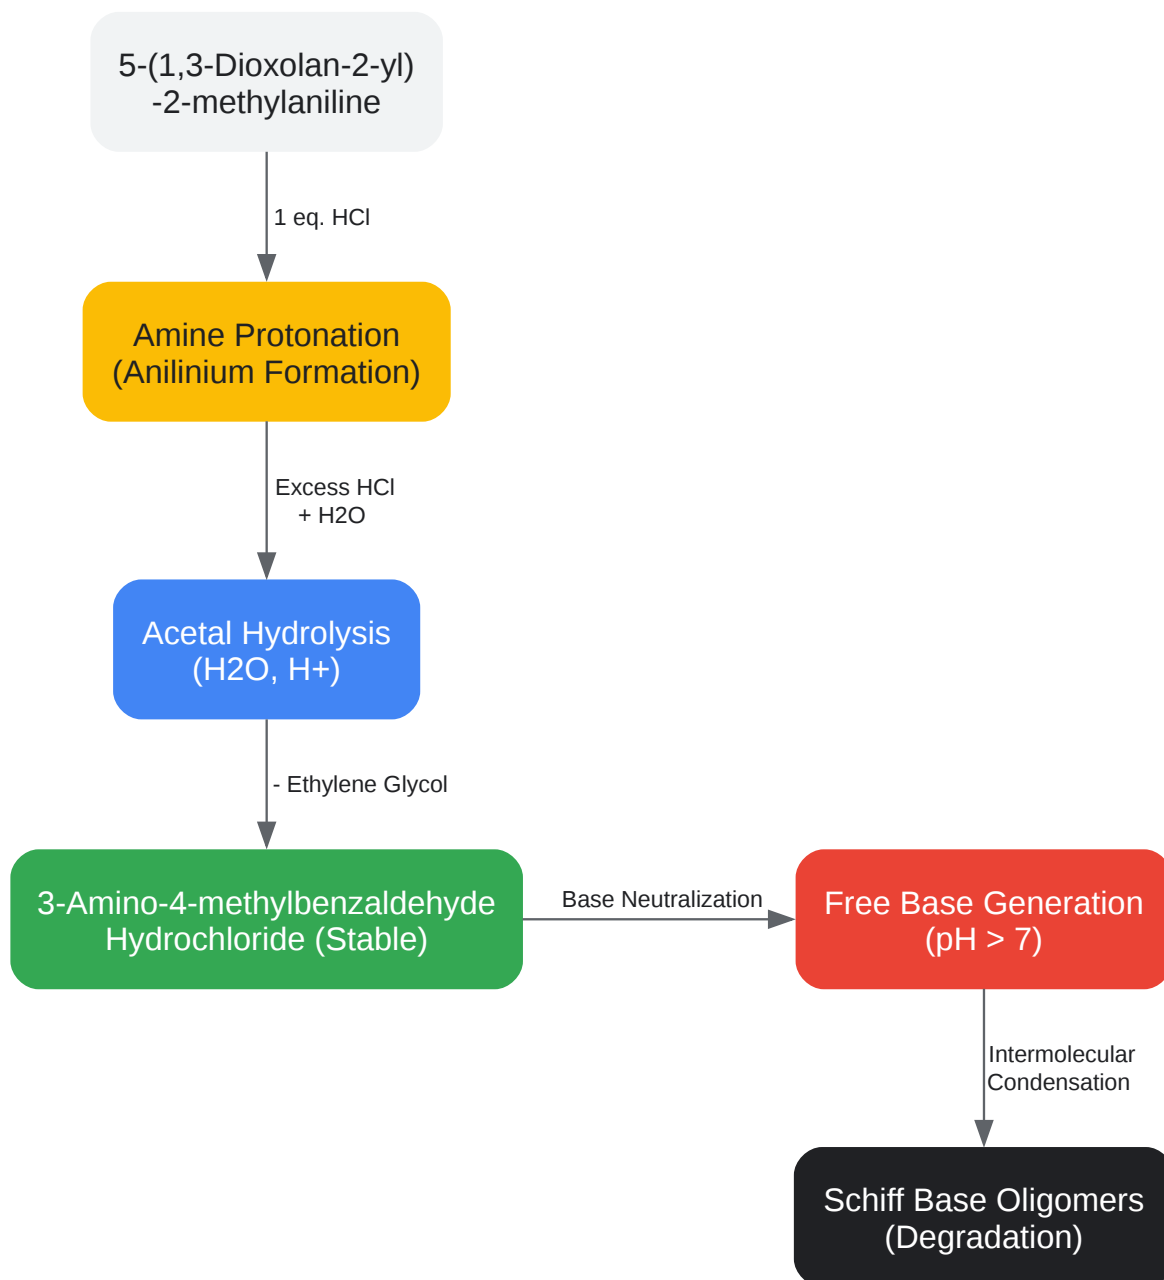 5-(1,3-Dioxolan-2-yl)
-2-methylaniline
1 eq. HCl
Amine Protonation
(Anilinium Formation)
Excess HCl
+ H2O
Acetal Hydrolysis
(H2O, H+)
- Ethylene Glycol
3-Amino-4-methylbenzaldehyde
Hydrochloride (Stable)
Base Neutralization
Free Base Generation
(pH > 7)
Intermolecular
Condensation
Schiff Base Oligomers
(Degradation)